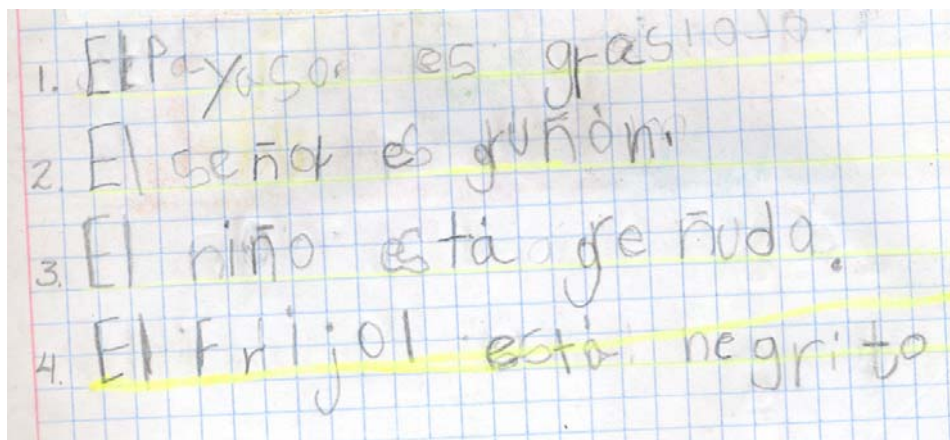 1. El Payaso es grasioso.
2. El señor es gruñón.
3. El niño está greñudo.
4. El Frijol está negrito